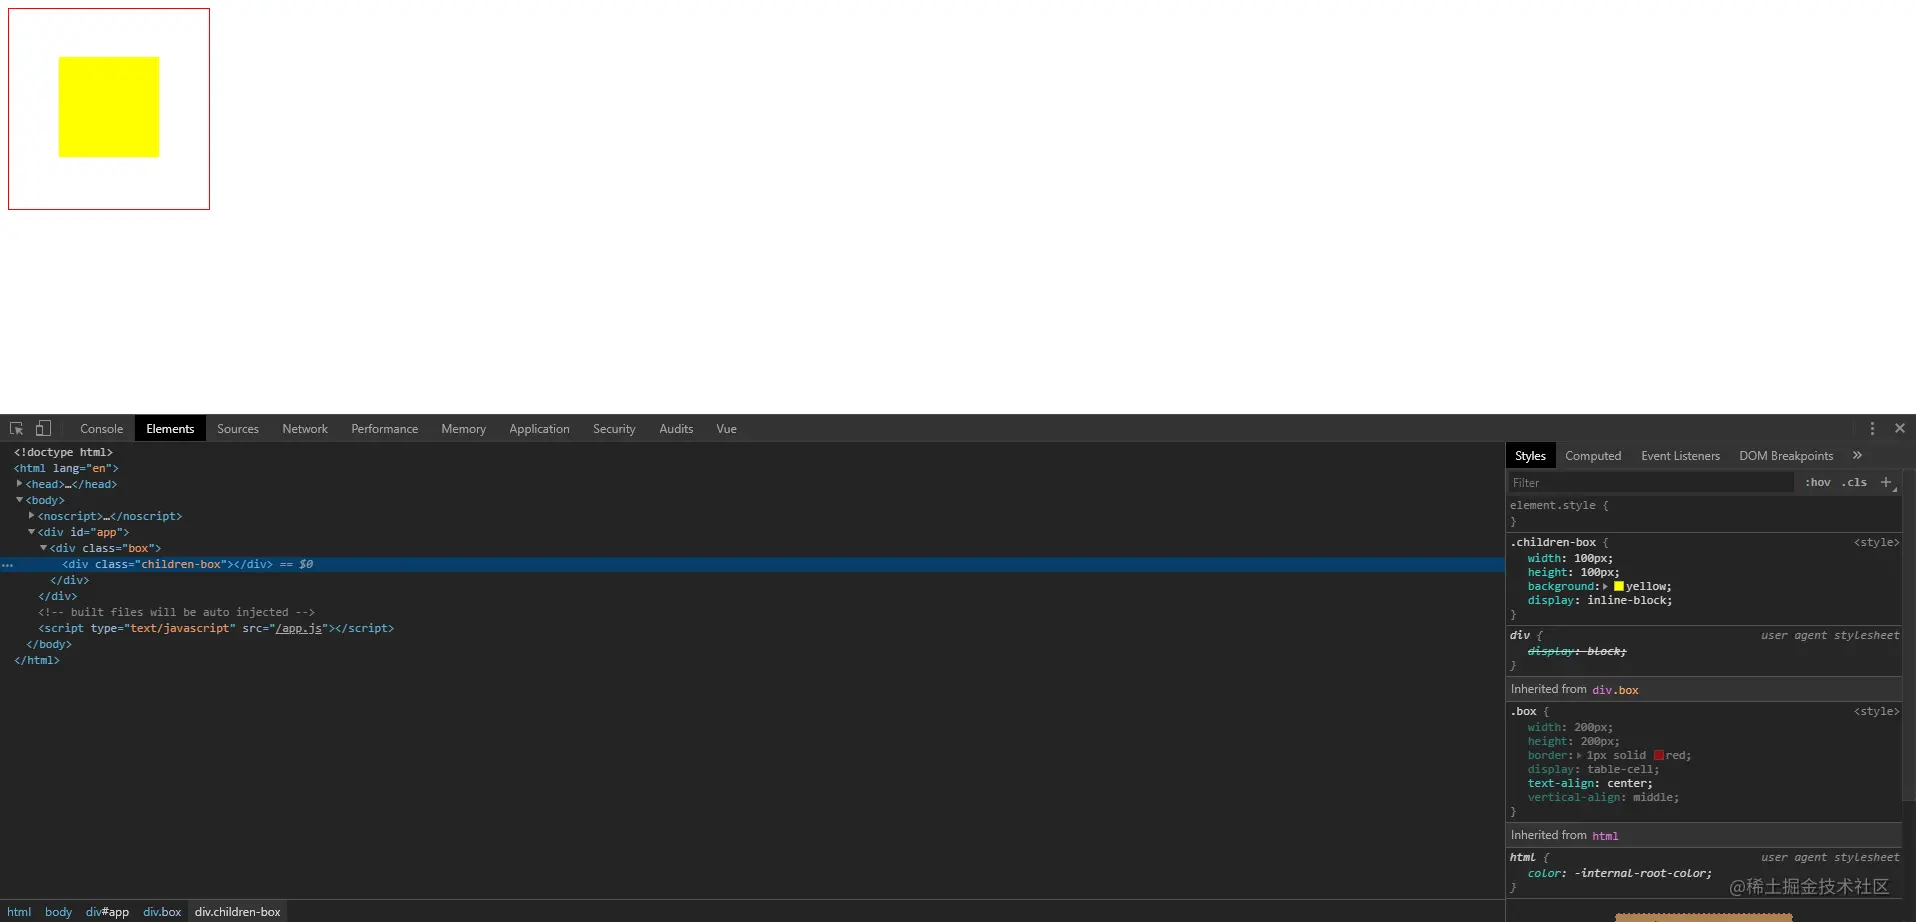 Console Elements Sources Network Performance Memory Application Security Audits Vue
<!doctype html>
<html lang="en">
<head>…</head>
<body>
<noscript>…</noscript>
<div id="app">
<div class="box">
<div class="children-box"></div> == $0
</div>
</div>
<!-- built files will be auto injected -->
<script type="text/javascript" src="/app.js"></script>
</body>
</html>
html body div#app div.box div.children-box
Styles Computed Event Listeners DOM Breakpoints »
Filter :hov .cls +
element.style {
}
.children-box { <style>
width: 100px;
height: 100px;
background: yellow;
display: inline-block;
}
div { user agent stylesheet
display: block;
}
Inherited from div.box
.box { <style>
width: 200px;
height: 200px;
border: 1px solid red;
display: table-cell;
text-align: center;
vertical-align: middle;
}
Inherited from html
html { user agent stylesheet
color: -internal-root-color;
}
@稀土掘金技术社区